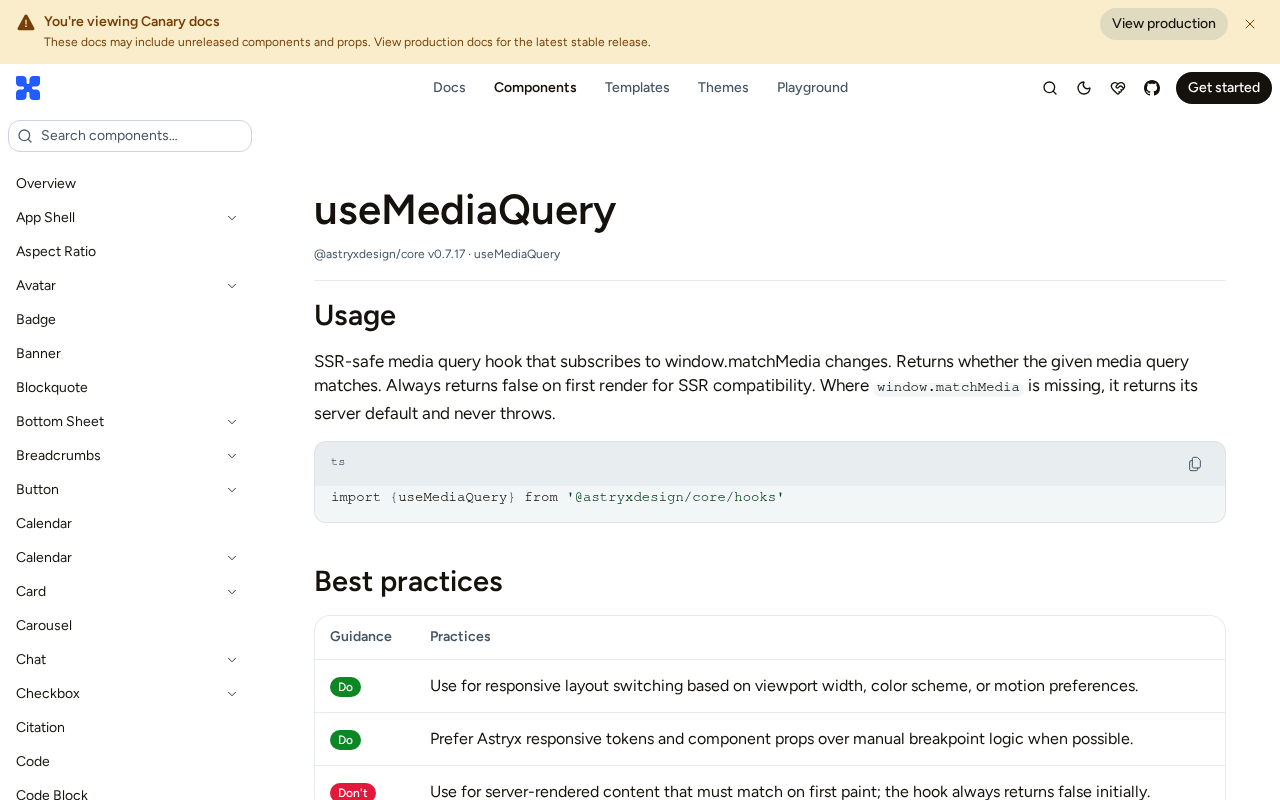 You're viewing Canary docs
These docs may include unreleased components and props. View production docs for the latest stable release.
View production
Docs
Components
Templates
Themes
Playground
Get started
Search components...
Overview
App Shell
Aspect Ratio
Avatar
Badge
Banner
Blockquote
Bottom Sheet
Breadcrumbs
Button
Calendar
Calendar
Card
Carousel
Chat
Checkbox
Citation
Code
Code Block
useMediaQuery
@astryxdesign/core v0.7.17 · useMediaQuery
Usage
SSR-safe media query hook that subscribes to window.matchMedia changes. Returns whether the given media query
matches. Always returns false on first render for SSR compatibility. Where window.matchMedia is missing, it returns its
server default and never throws.
ts
import {useMediaQuery} from '@astryxdesign/core/hooks'
Best practices
Guidance Practices
Do Use for responsive layout switching based on viewport width, color scheme, or motion preferences.
Do Prefer Astryx responsive tokens and component props over manual breakpoint logic when possible.
Don't Use for server-rendered content that must match on first paint; the hook always returns false initially.